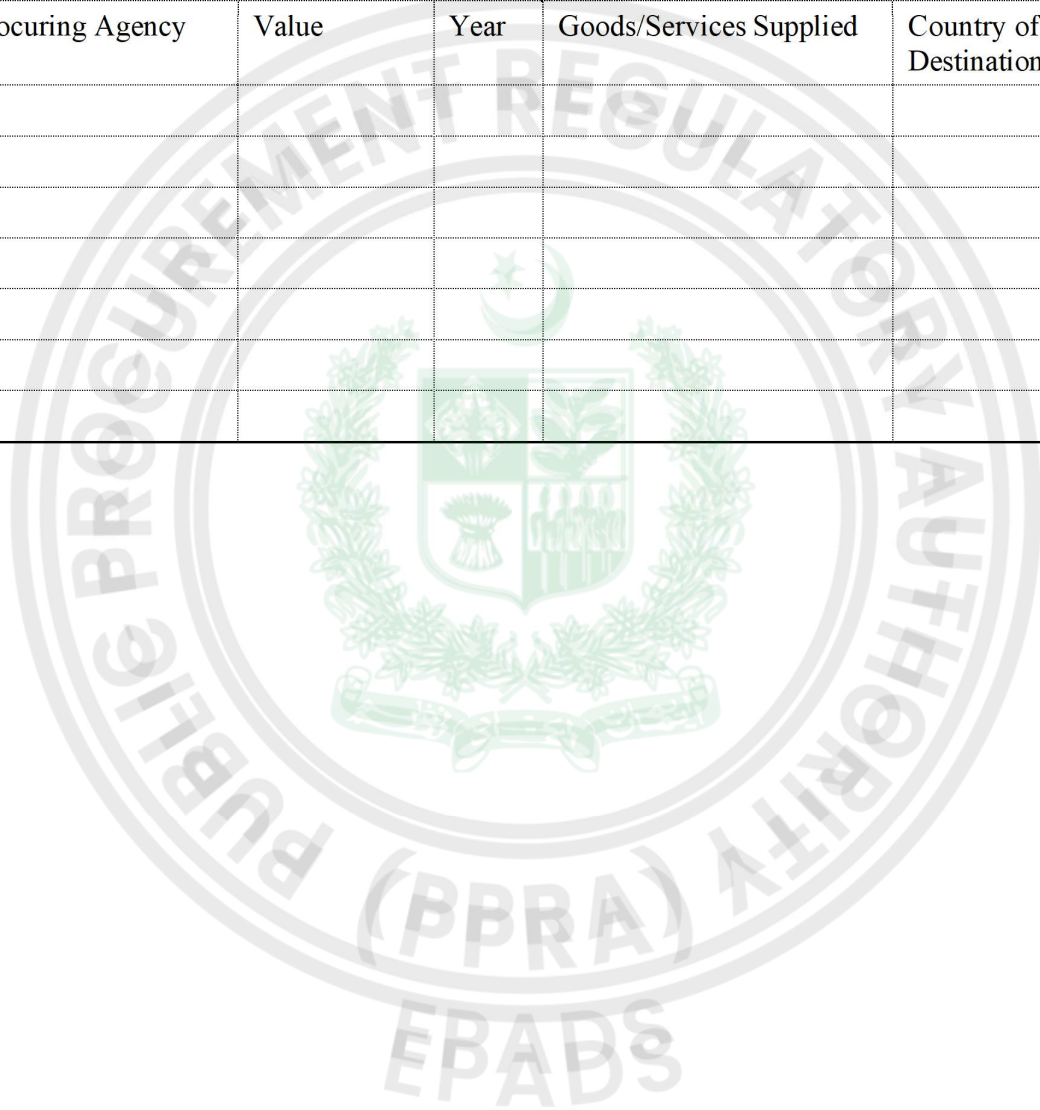 ocuring Agency Value Year Goods/Services Supplied Country of
Destination
PUBLIC PROCUREMENT REGULATORY AUTHORITY
(PPRA)
EPADS